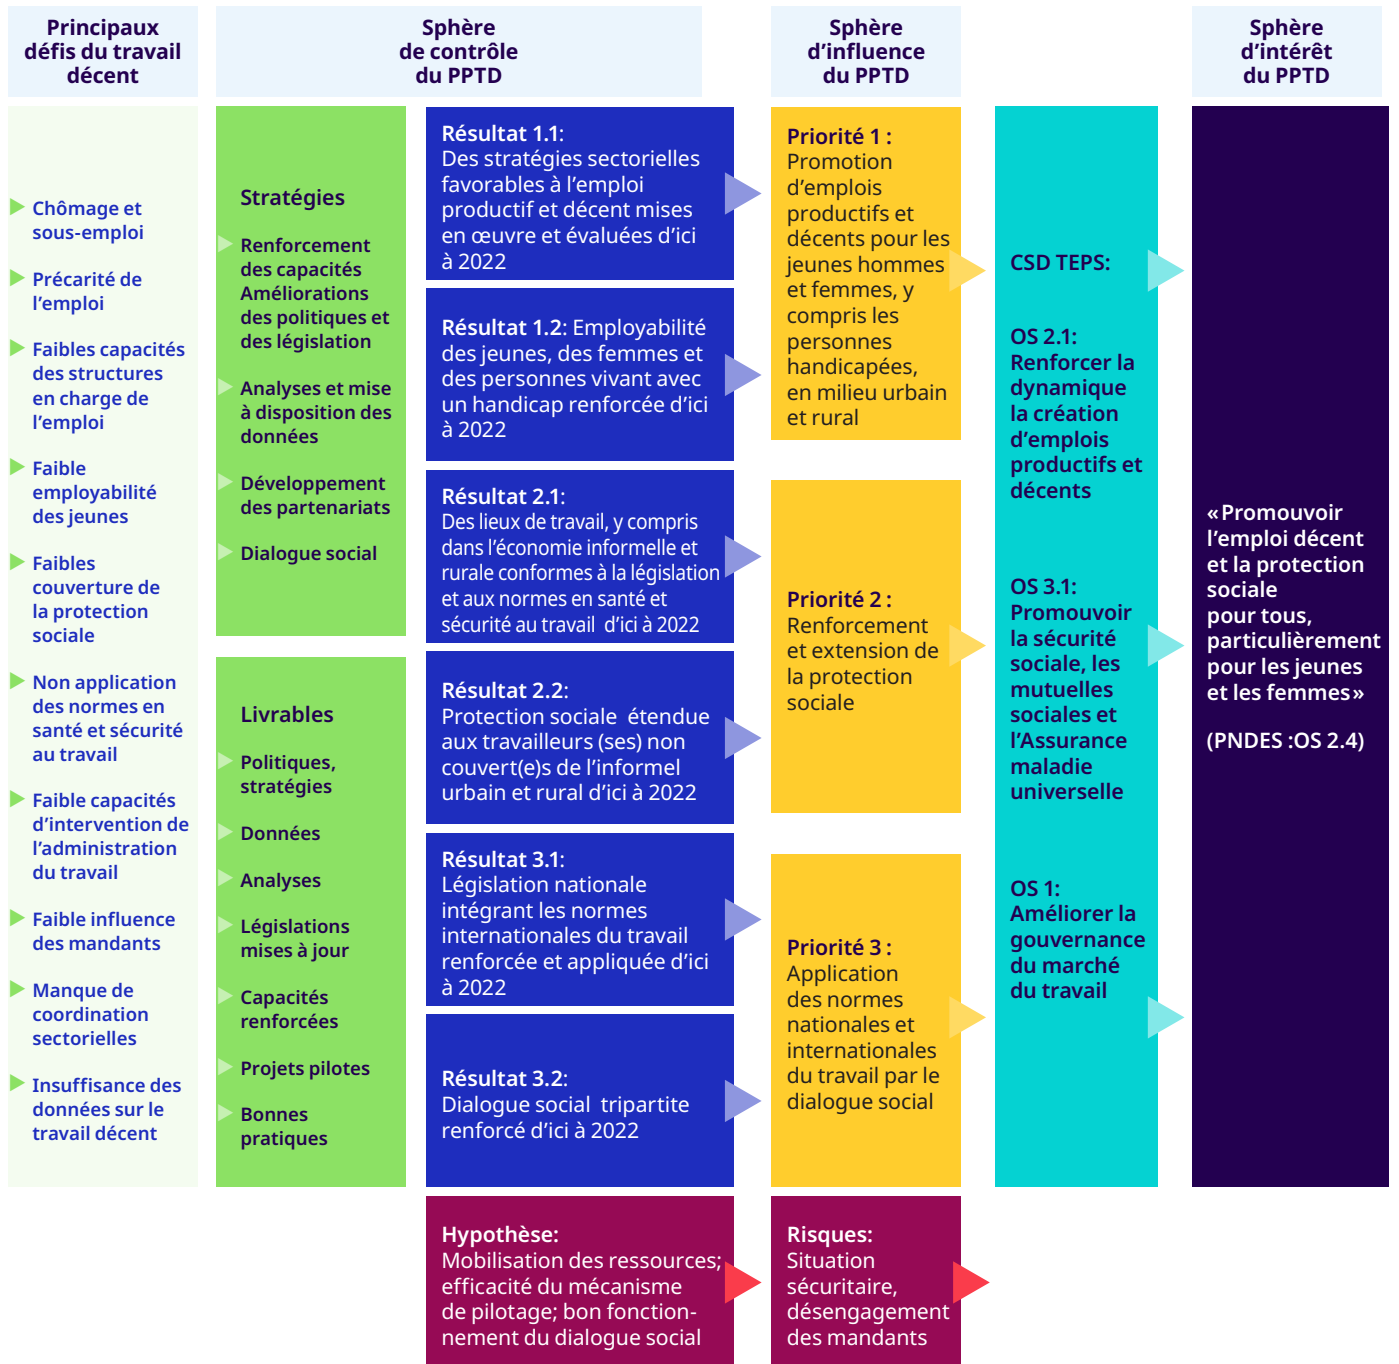 Principaux
défis du travail
décent
Sphère
de contrôle
du PPTD
Sphère
d’influence
du PPTD
Sphère
d’intérêt
du PPTD
Chômage et
sous-emploi
Précarité de
l’emploi
Faibles capacités
des structures
en charge de
l’emploi
Faible
employabilité
des jeunes
Faibles
couverture de
la protection
sociale
Non application
des normes en
santé et sécurité
au travail
Faible capacités
d’intervention de
l’administration
du travail
Faible influence
des mandants
Manque de
coordination
sectorielles
Insuffisance des
données sur le
travail décent
Stratégies
Renforcement
des capacités
Améliorations
des politiques et
des législation
Analyses et mise
à disposition des
données
Développement
des partenariats
Dialogue social
Livrables
Politiques,
stratégies
Données
Analyses
Législations
mises à jour
Capacités
renforcées
Projets pilotes
Bonnes
pratiques
Résultat 1.1:
Des stratégies sectorielles
favorables à l’emploi
productif et décent mises
en œuvre et évaluées d’ici
à 2022
Résultat 1.2: Employabilité
des jeunes, des femmes et
des personnes vivant avec
un handicap renforcée d’ici
à 2022
Résultat 2.1:
Des lieux de travail, y compris
dans l’économie informelle et
rurale conformes à la législation
et aux normes en santé et
sécurité au travail d’ici à 2022
Résultat 2.2:
Protection sociale étendue
aux travailleurs (ses) non
couvert(e)s de l’informel
urbain et rural d’ici à 2022
Résultat 3.1:
Législation nationale
intégrant les normes
internationales du travail
renforcée et appliquée d’ici
à 2022
Résultat 3.2:
Dialogue social tripartite
renforcé d’ici à 2022
Hypothèse:
Mobilisation des ressources;
efficacité du mécanisme
de pilotage; bon fonction-
nement du dialogue social
Priorité 1 :
Promotion
d’emplois
productifs et
décents pour les
jeunes hommes
et femmes, y
compris les
personnes
handicapées,
en milieu urbain
et rural
Priorité 2 :
Renforcement
et extension de
la protection
sociale
Priorité 3 :
Application
des normes
nationales et
internationales
du travail par le
dialogue social
Risques:
Situation
sécuritaire,
désengagement
des mandants
CSD TEPS:
OS 2.1:
Renforcer la
dynamique
la création
d’emplois
productifs et
décents
OS 3.1:
Promouvoir
la sécurité
sociale, les
mutuelles
sociales et
l’Assurance
maladie
universelle
OS 1:
Améliorer la
gouvernance
du marché
du travail
«Promouvoir
l’emploi décent
et la protection
sociale
pour tous,
particulièrement
pour les jeunes
et les femmes»
(PNDES :OS 2.4)